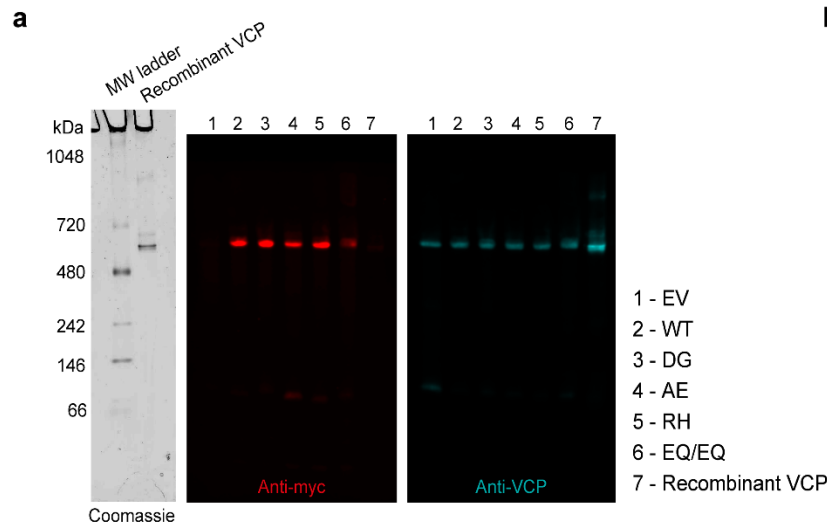 a
MW ladder
Recombinant VCP
kDa
1048
720
480
242
146
66
Coomassie
1 2 3 4 5 6 7
Anti-myc
1 2 3 4 5 6 7
Anti-VCP
1 - EV
2 - WT
3 - DG
4 - AE
5 - RH
6 - EQ/EQ
7 - Recombinant VCP